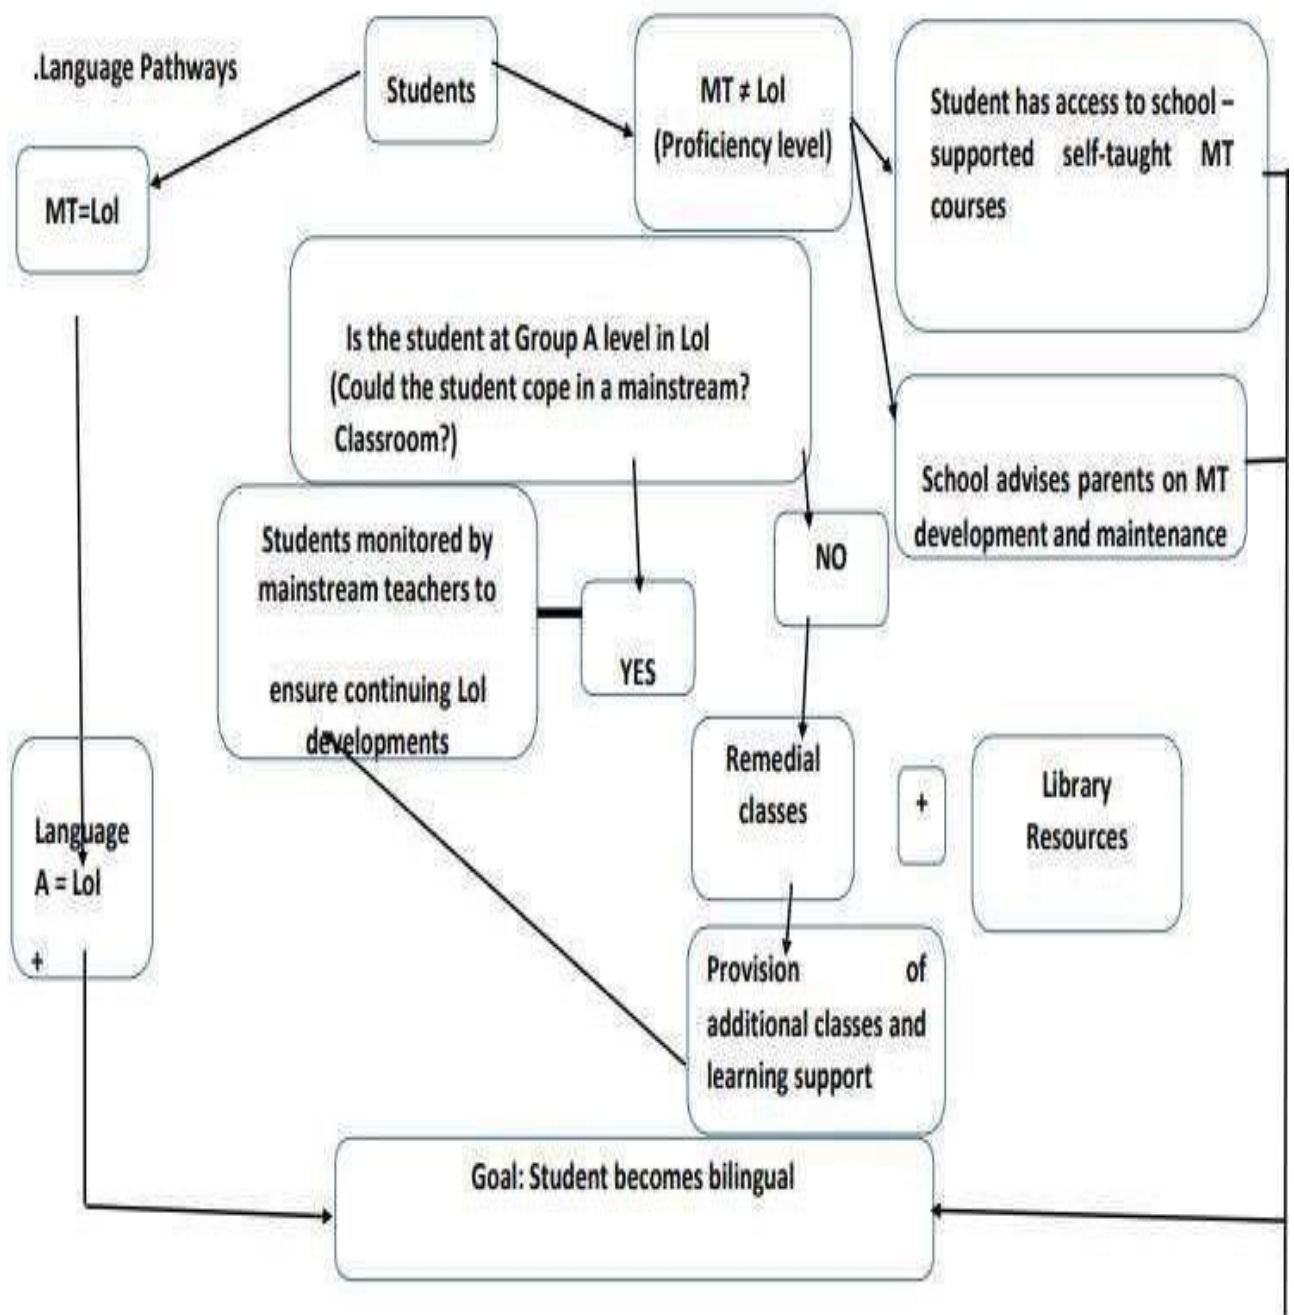 .Language Pathways
Students
MT ≠ LoI
(Proficiency level)
Student has access to school –
supported self-taught MT
courses
MT=LoI
Is the student at Group A level in LoI
(Could the student cope in a mainstream?
Classroom?)
School advises parents on MT
development and maintenance
Students monitored by
mainstream teachers to
ensure continuing LoI
developments
NO
YES
Remedial
classes
+
Library
Resources
Language
A = LoI
+
Provision of
additional classes and
learning support
Goal: Student becomes bilingual